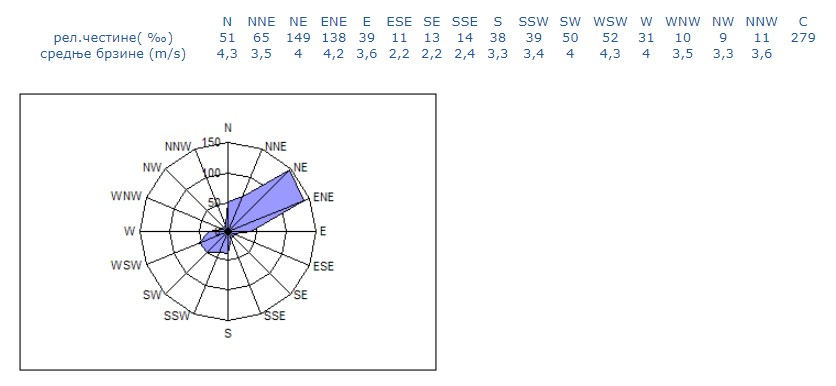 N NNE NE ENE E ESE SE SSE S SSW SW WSW W WNW NW NNW C
рел.честине( ‰) 51 65 149 138 39 11 13 14 38 39 50 52 31 10 9 11 279
средње брзине (m/s) 4,3 3,5 4 4,2 3,6 2,2 2,2 2,4 3,3 3,4 4 4,3 4 3,5 3,3 3,6
N
NNW 150 NNE
NW 100 NE
WNW 50 ENE
W 0 E
WSW ESE
SW SE
SSW SSE
S